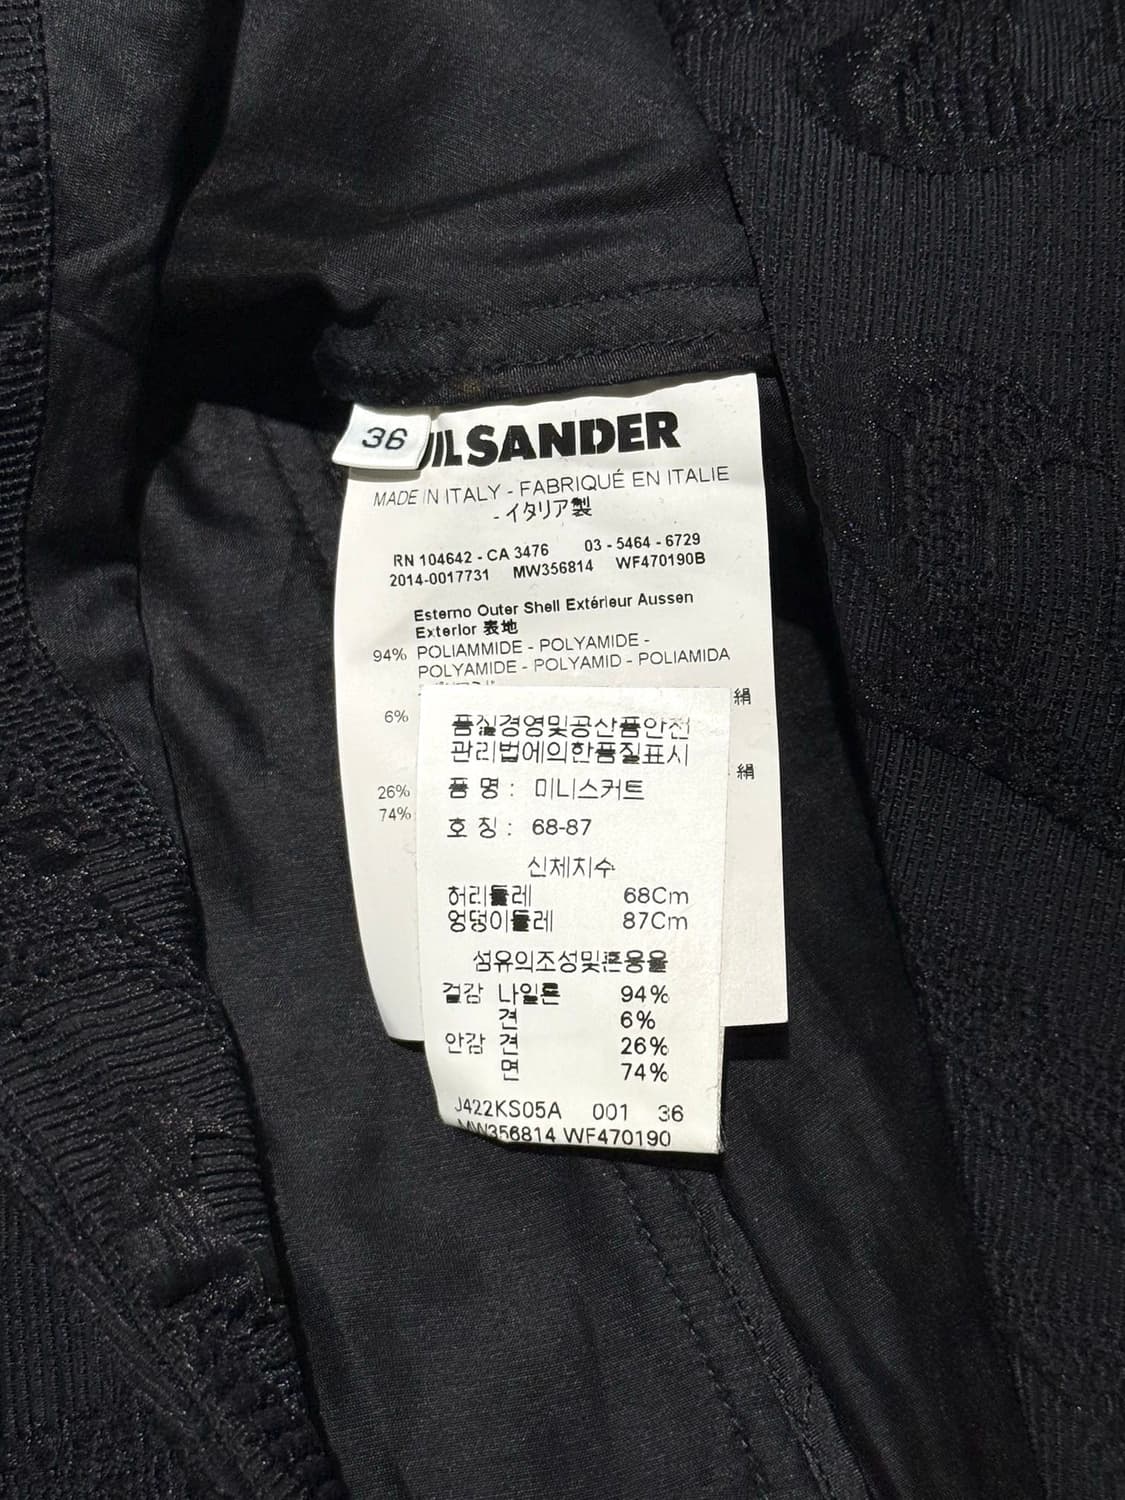 36
JIL SANDER
MADE IN ITALY - FABRIQUÉ EN ITALIE
- イタリア製
RN 104642 - CA 3476 03 - 5464 - 6729
2014-0017731 MW356814 WF470190B
Esterno Outer Shell Extérieur Aussen
Exterior 表地
94% POLIAMMIDE - POLYAMIDE -
POLYAMIDE - POLYAMID - POLIAMIDA
6% 絹
26% 絹
74%
품질경영및공산품안전
관리법에의한품질표시
품 명 : 미니스커트
호 칭 : 68-87
신체치수
허리둘레 68Cm
엉덩이둘레 87Cm
섬유의조성및혼용율
겉감 나일론 94%
견 6%
안감 견 26%
면 74%
J422KS05A 001 36
MW356814 WF470190